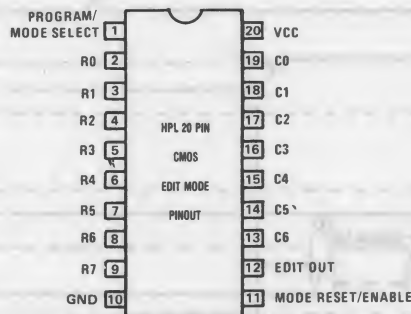 PROGRAM/
MODE SELECT 1
R0 2
R1 3
R2 4
R3 5
R4 6
R5 7
R6 8
R7 9
GND 10
HPL 20 PIN
CMOS
EDIT MODE
PINOUT
20 VCC
19 C0
18 C1
17 C2
16 C3
15 C4
14 C5
13 C6
12 EDIT OUT
11 MODE RESET/ENABLE